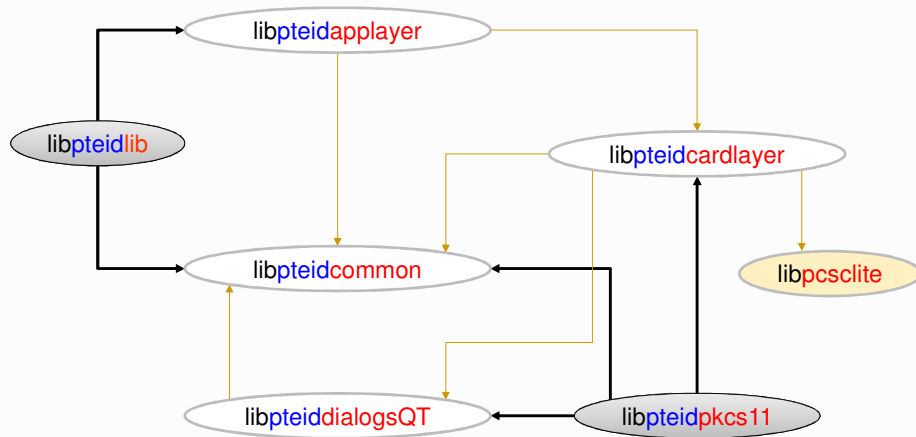 libpteidapplayer
libpteidlib
libpteidcardlayer
libpteidcommon
libpcsclite
libpteiddialogsQT
libpteidpkcs11